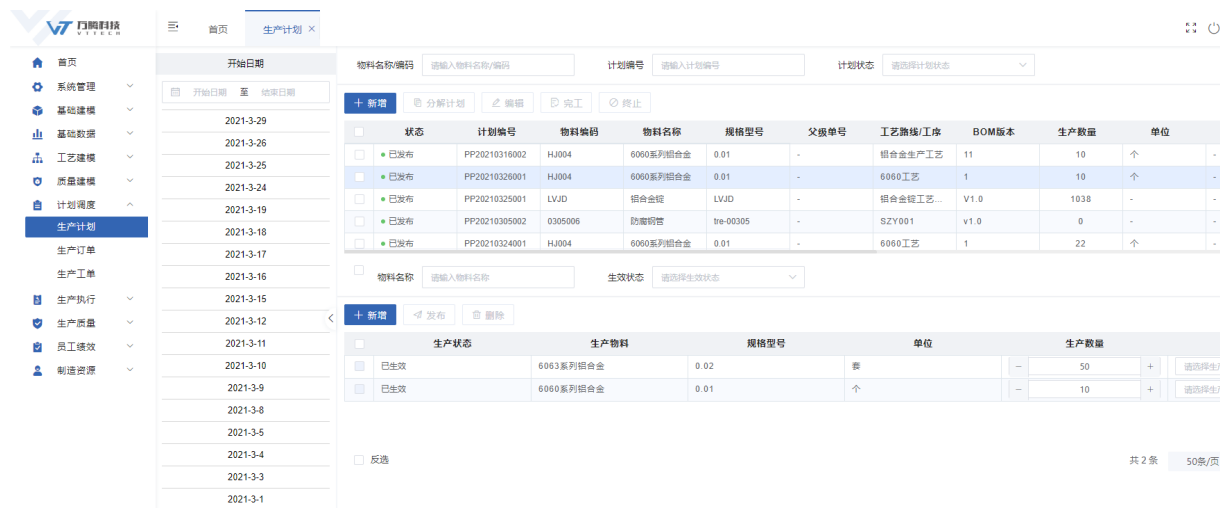 万腾科技
VTTECH
首页
生产计划 ×
首页
系统管理
基础建模
基础数据
工艺建模
质量建模
计划调度
生产计划
生产订单
生产工单
生产执行
生产质量
员工绩效
制造资源
开始日期
开始日期 至 结束日期
2021-3-29
2021-3-26
2021-3-25
2021-3-24
2021-3-19
2021-3-18
2021-3-17
2021-3-16
2021-3-15
2021-3-12
2021-3-11
2021-3-10
2021-3-9
2021-3-8
2021-3-5
2021-3-4
2021-3-3
2021-3-1
物料名称/编码 请输入物料名称/编码 计划编号 请输入计划编号 计划状态 请选择计划状态
+ 新增 分解计划 编辑 完工 终止
状态 计划编号 物料编码 物料名称 规格型号 父级单号 工艺路线/工序 BOM版本 生产数量 单位
已发布 PP20210316002 HJ004 6060系列铝合金 0.01 - 铝合金生产工艺 11 10 个 -
已发布 PP20210326001 HJ004 6060系列铝合金 0.01 - 6060工艺 1 10 个 -
已发布 PP20210325001 LVJD 铝合金锭 LVJD - 铝合金锭工艺... V1.0 1038 - -
已发布 PP20210305002 0305006 防腐钢管 tre-00305 - SZY001 v1.0 0 - -
已发布 PP20210324001 HJ004 6060系列铝合金 0.01 - 6060工艺 1 22 个 -
物料名称 请输入物料名称 生效状态 请选择生效状态
+ 新增 发布 删除
生产状态 生产物料 规格型号 单位 生产数量
已生效 6063系列铝合金 0.02 套 - 50 + 请选择生产
已生效 6060系列铝合金 0.01 个 - 10 + 请选择生产
反选
共 2 条 50条/页